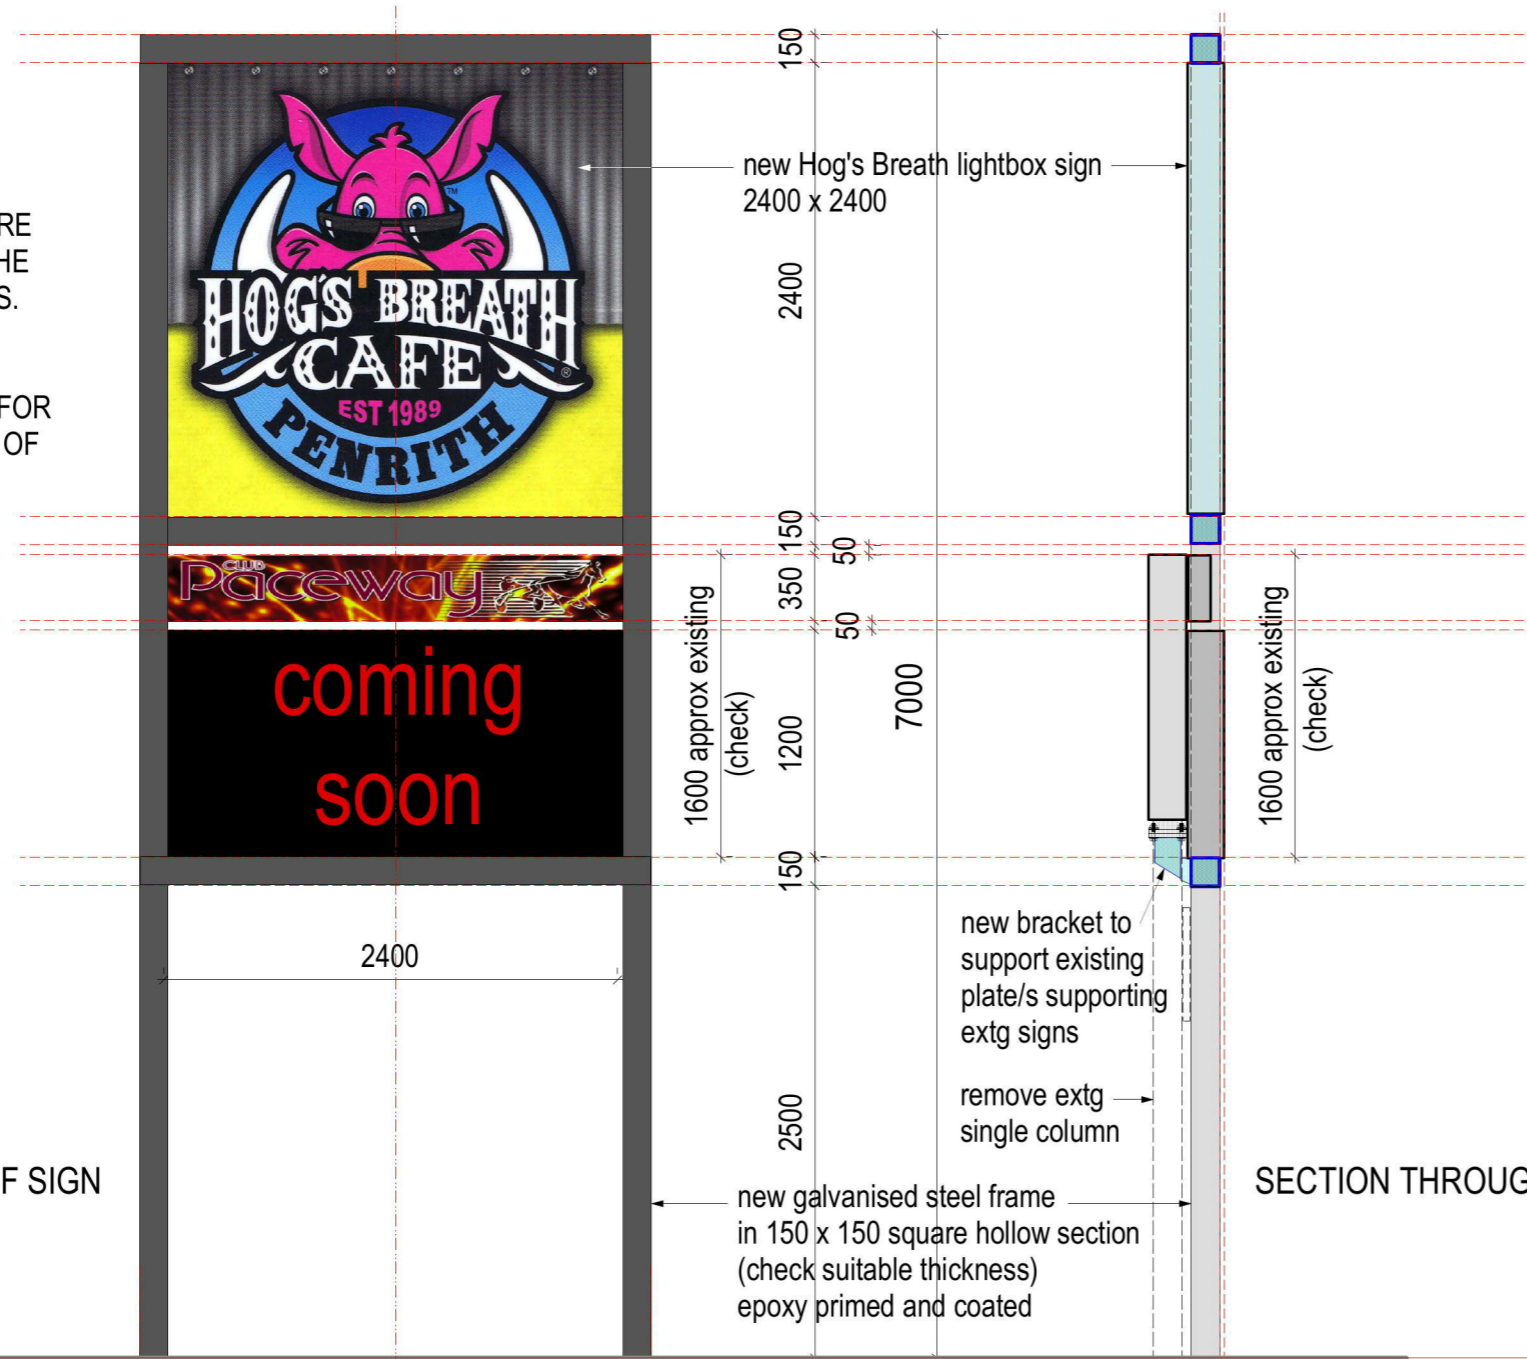 RE
HE
S.
FOR
OF
F SIGN
HOG'S BREATH
CAFE
EST 1989
PENRITH
TM
®
CLUB
Paceway
coming
soon
2400
new Hog's Breath lightbox sign
2400 x 2400
150
2400
150
50
350
50
1200
150
2500
7000
1600 approx existing
(check)
1600 approx existing
(check)
new bracket to
support existing
plate/s supporting
extg signs
remove extg
single column
new galvanised steel frame
in 150 x 150 square hollow section
(check suitable thickness)
epoxy primed and coated
SECTION THROUG